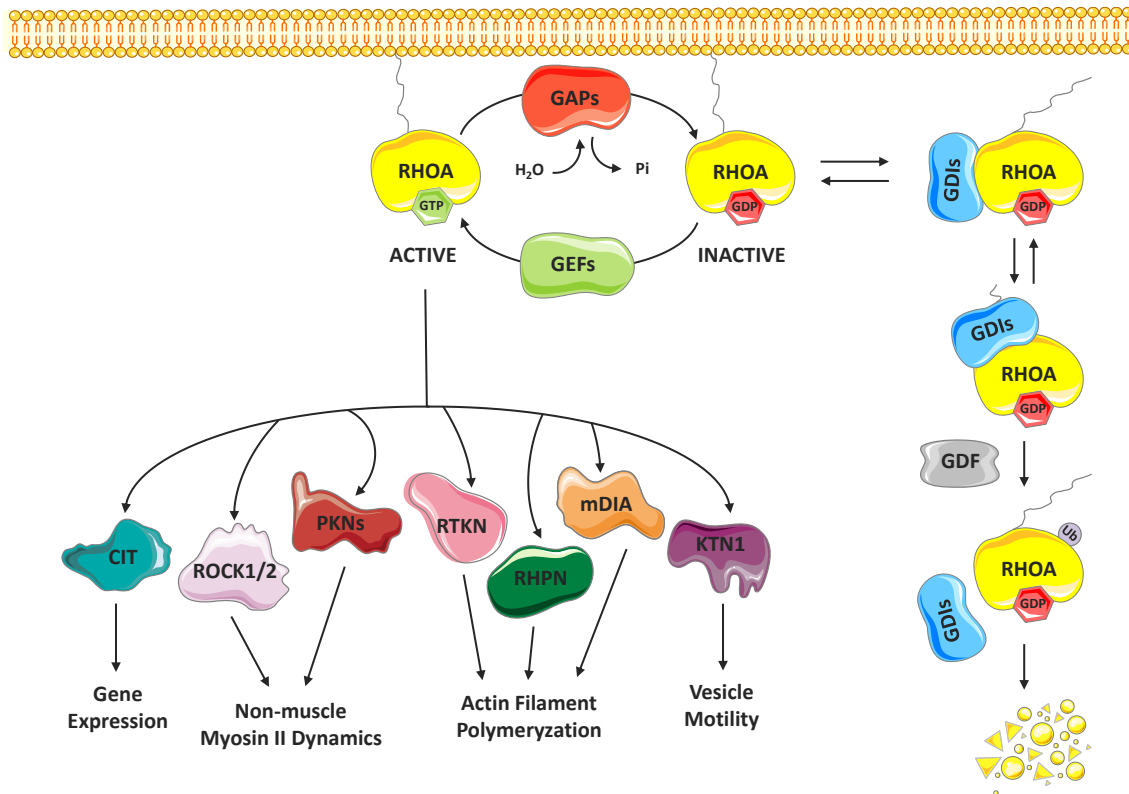 GAPs
RHOA
GTP
H₂O
Pi
RHOA
GDP
ACTIVE
GEFs
INACTIVE
GDIs
RHOA
GDP
GDIs
RHOA
GDP
GDF
CIT
ROCK1/2
PKNs
RTKN
RHPN
mDIA
KTN1
Ub
RHOA
GDP
GDIs
Gene
Expression
Non-muscle
Myosin II Dynamics
Actin Filament
Polymeryzation
Vesicle
Motility